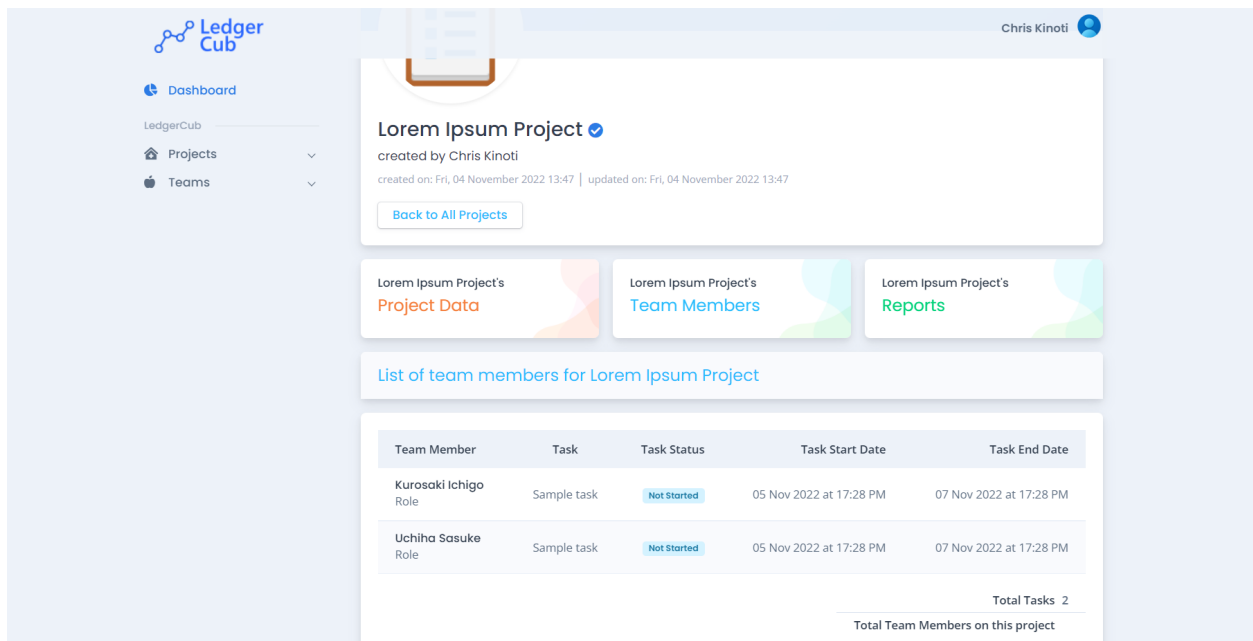 Ledger
Cub
Chris Kinoti
Dashboard
LedgerCub
Projects
Teams
Lorem Ipsum Project
created by Chris Kinoti
created on: Fri, 04 November 2022 13:47 | updated on: Fri, 04 November 2022 13:47
Back to All Projects
Lorem Ipsum Project's
Project Data
Lorem Ipsum Project's
Team Members
Lorem Ipsum Project's
Reports
List of team members for Lorem Ipsum Project
Team Member Task Task Status Task Start Date Task End Date
Kurosaki Ichigo
Role
Sample task Not Started 05 Nov 2022 at 17:28 PM 07 Nov 2022 at 17:28 PM
Uchiha Sasuke
Role
Sample task Not Started 05 Nov 2022 at 17:28 PM 07 Nov 2022 at 17:28 PM
Total Tasks 2
Total Team Members on this project